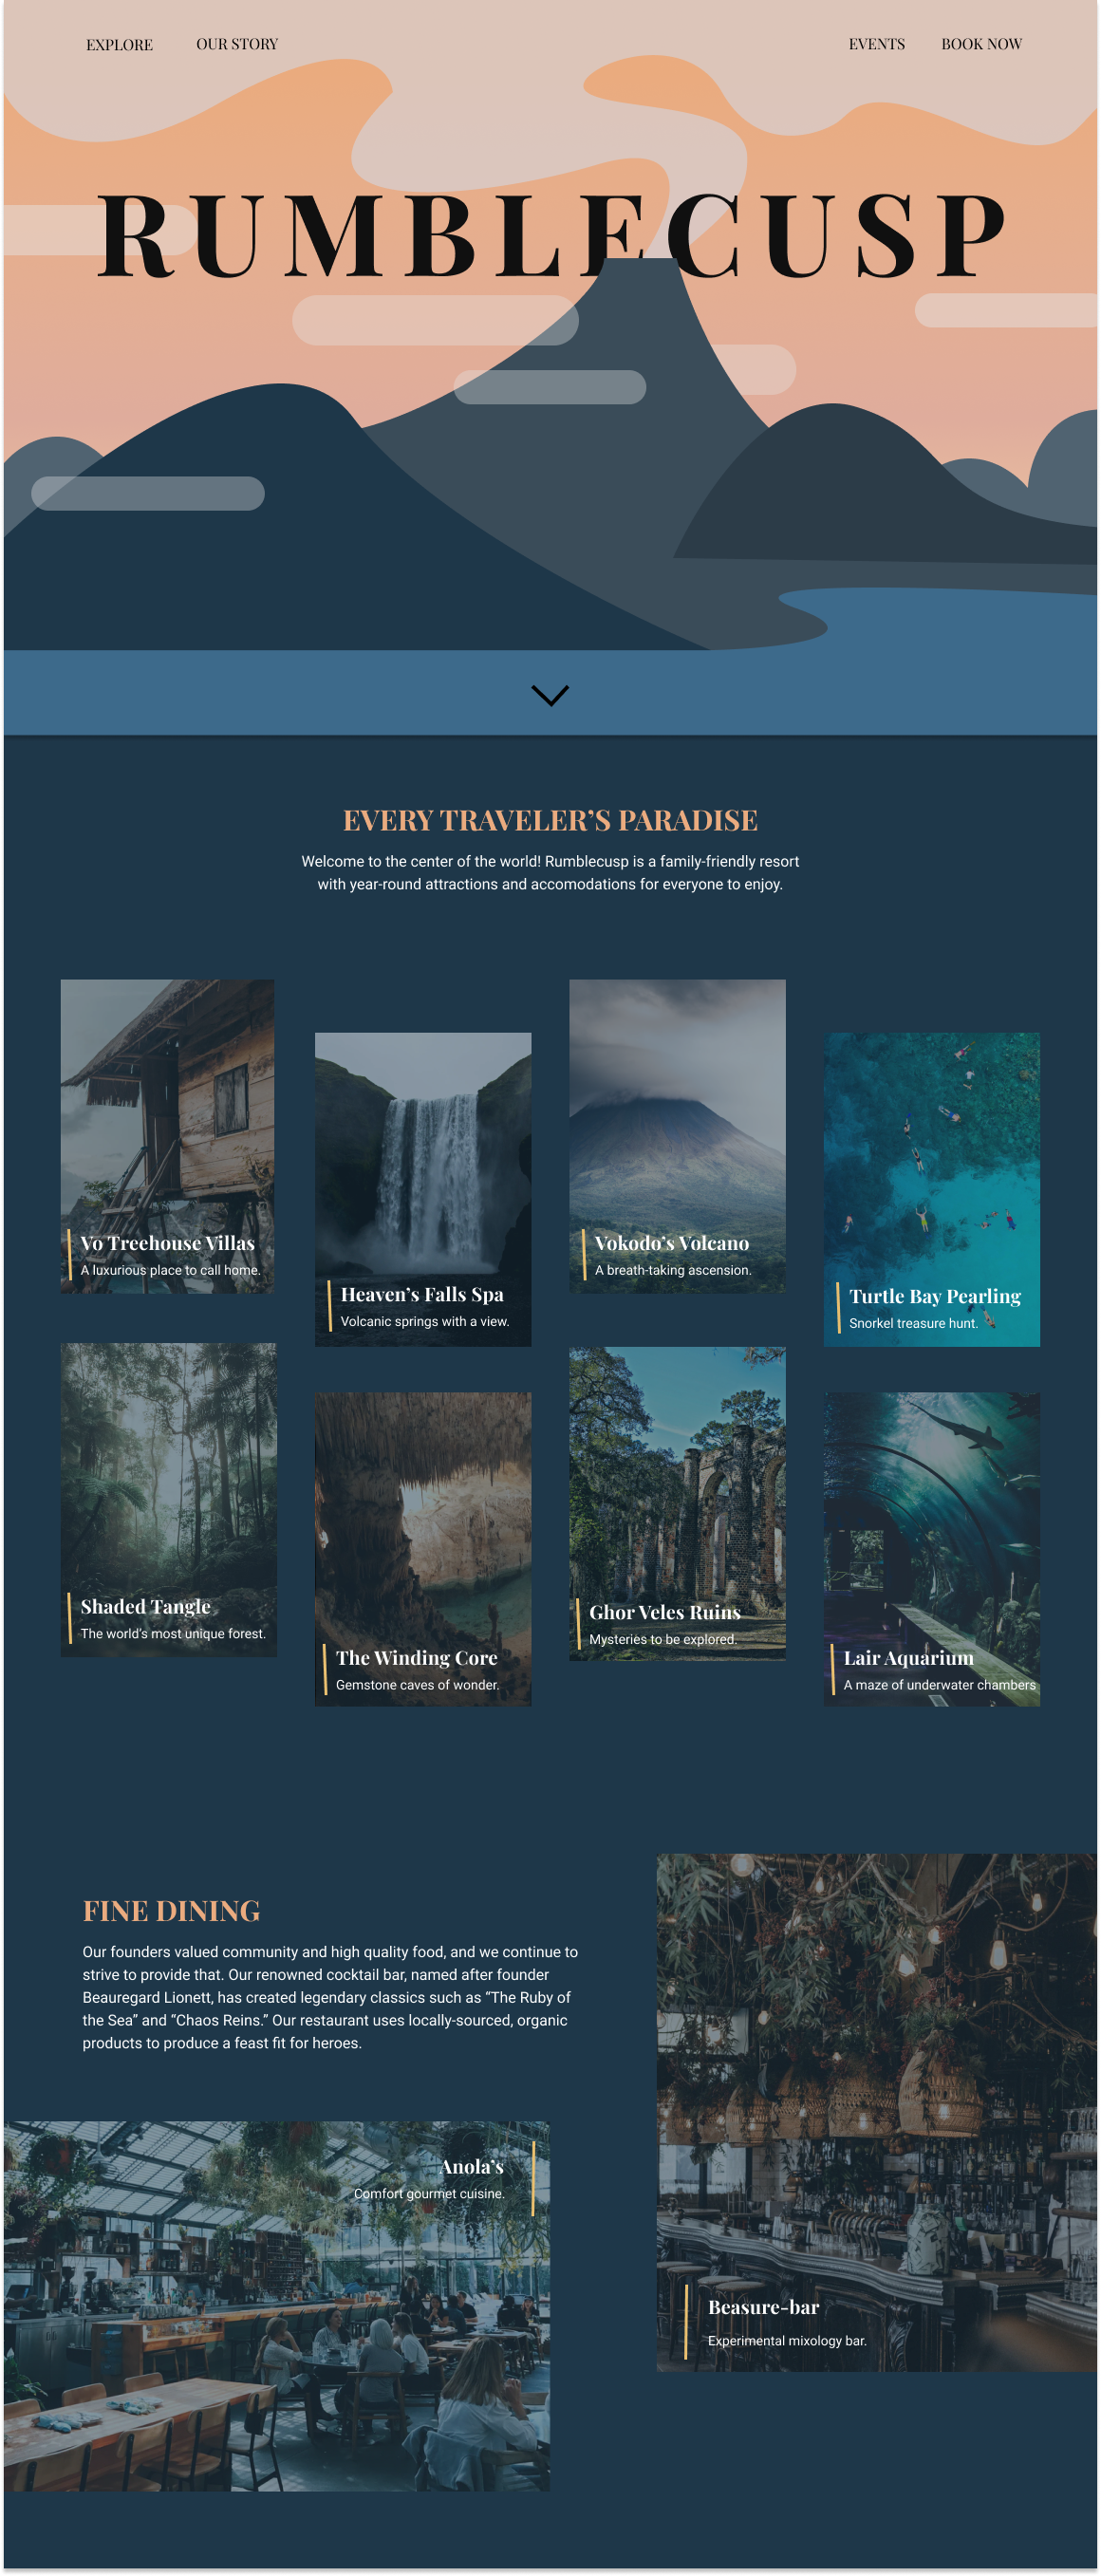 EXPLORE
OUR STORY
EVENTS
BOOK NOW
RUMBLECUSP
EVERY TRAVELER’S PARADISE
Welcome to the center of the world! Rumblecusp is a family-friendly resort
with year-round attractions and accomodations for everyone to enjoy.
Vo Treehouse Villas
A luxurious place to call home.
Heaven’s Falls Spa
Volcanic springs with a view.
Vokodo’s Volcano
A breath-taking ascension.
Turtle Bay Pearling
Snorkel treasure hunt.
Shaded Tangle
The world’s most unique forest.
The Winding Core
Gemstone caves of wonder.
Ghor Veles Ruins
Mysteries to be explored.
Lair Aquarium
A maze of underwater chambers
FINE DINING
Our founders valued community and high quality food, and we continue to
strive to provide that. Our renowned cocktail bar, named after founder
Beauregard Lionett, has created legendary classics such as “The Ruby of
the Sea” and “Chaos Reins.” Our restaurant uses locally-sourced, organic
products to produce a feast fit for heroes.
Anola’s
Comfort gourmet cuisine.
Beasure-bar
Experimental mixology bar.